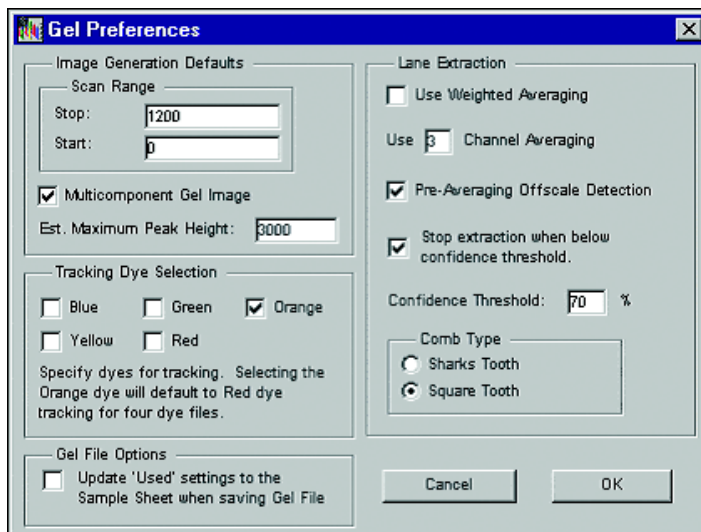 Gel Preferences
Image Generation Defaults
Scan Range
Stop: 1200
Start: 0
Multicomponent Gel Image
Est. Maximum Peak Height: 3000
Tracking Dye Selection
Blue Green Orange
Yellow Red
Specify dyes for tracking. Selecting the
Orange dye will default to Red dye
tracking for four dye files.
Gel File Options
Update 'Used' settings to the
Sample Sheet when saving Gel File
Lane Extraction
Use Weighted Averaging
Use 3 Channel Averaging
Pre-Averaging Offscale Detection
Stop extraction when below
confidence threshold.
Confidence Threshold: 70 %
Comb Type
Sharks Tooth
Square Tooth
Cancel OK